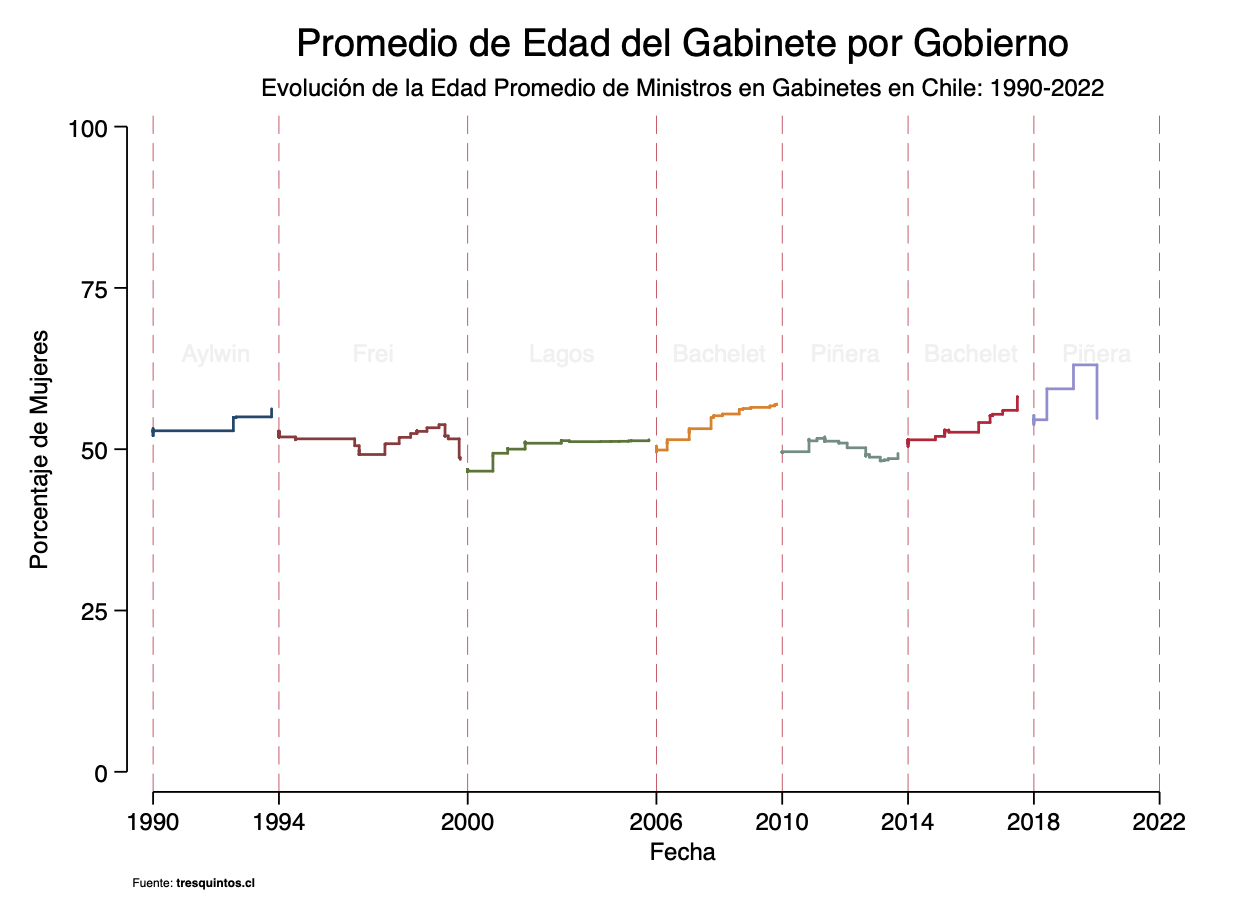 Promedio de Edad del Gabinete por Gobierno
Evolución de la Edad Promedio de Ministros en Gabinetes en Chile: 1990-2022
Porcentaje de Mujeres
100
75
50
25
0
Aylwin Frei Lagos Bachelet Piñera Bachelet Piñera
1990 1994 2000 2006 2010 2014 2018 2022
Fecha
Fuente: tresquintos.cl